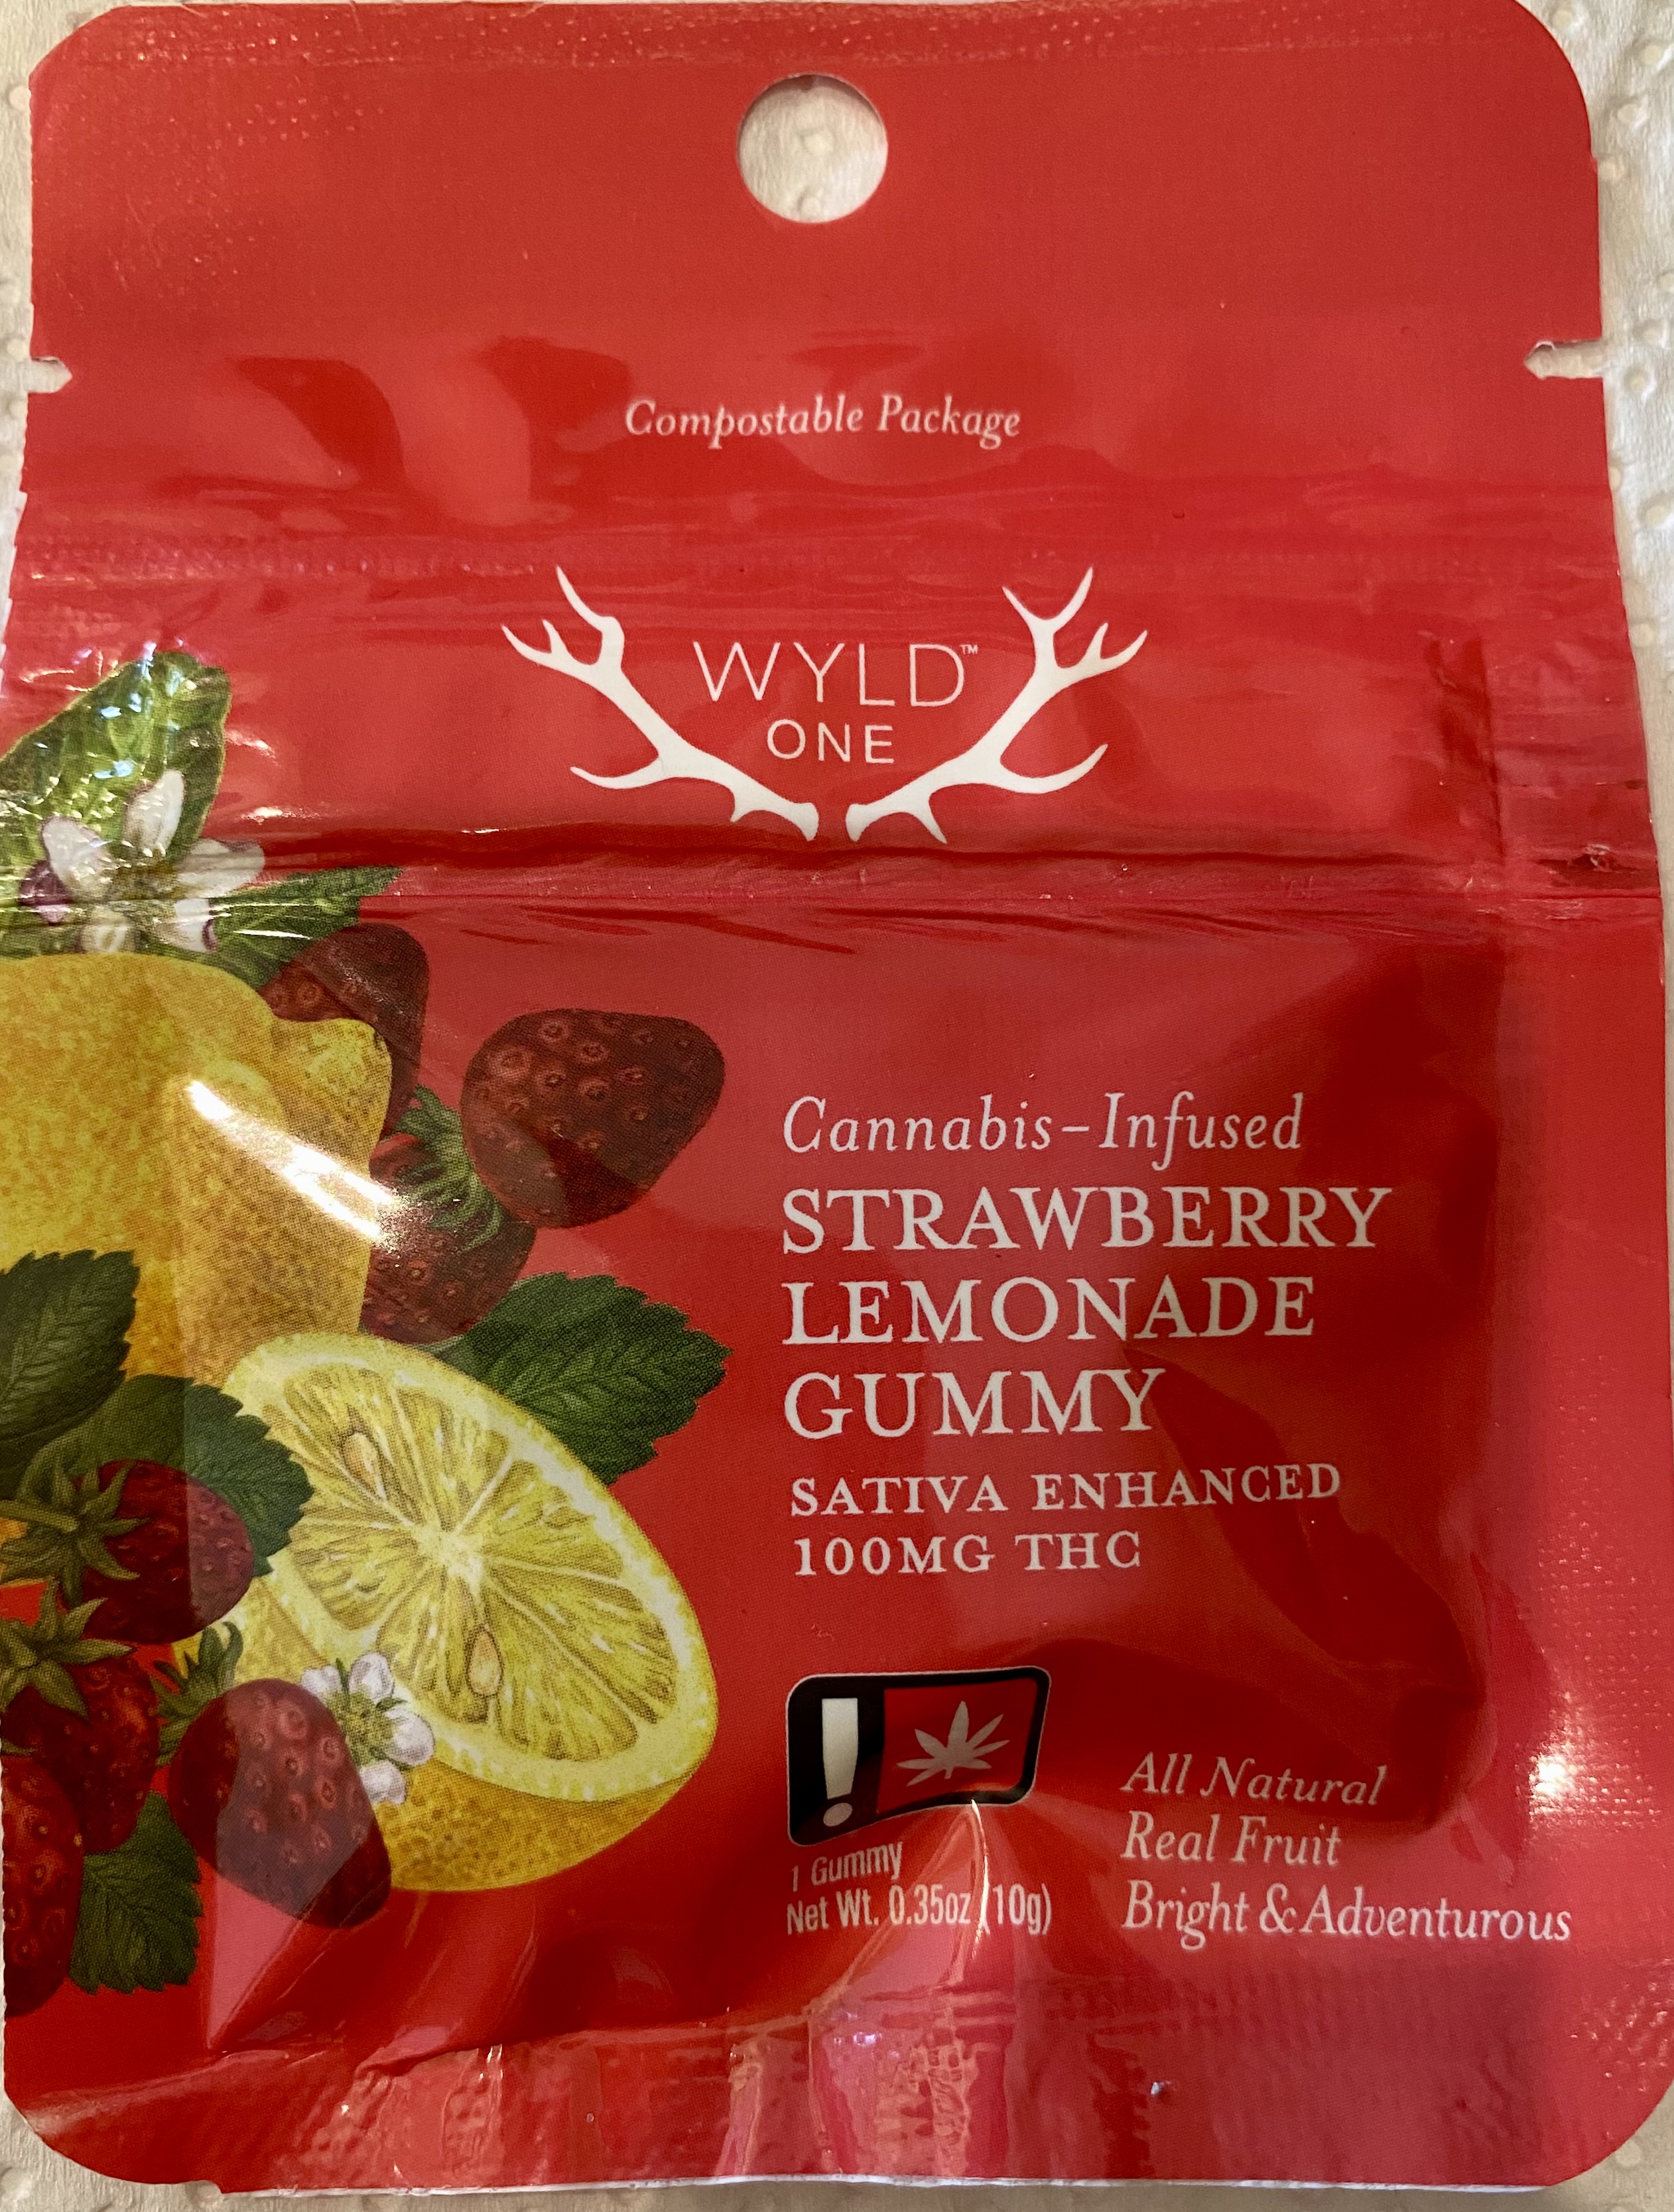 Compostable Package
WYLD™
ONE
Cannabis-Infused
STRAWBERRY
LEMONADE
GUMMY
SATIVA ENHANCED
100MG THC
!
1 Gummy
Net Wt. 0.35oz (10g)
All Natural
Real Fruit
Bright & Adventurous